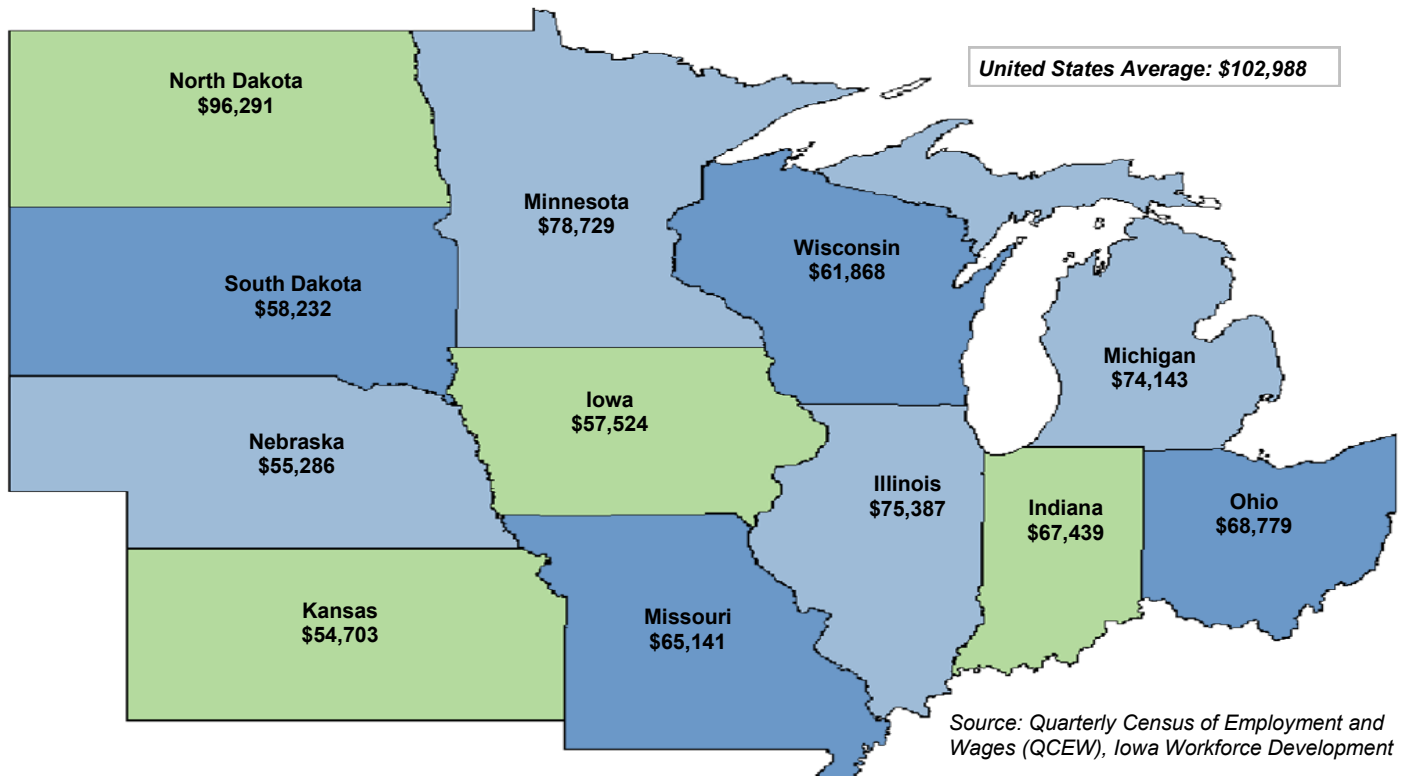 United States Average: $102,988
North Dakota
$96,291
Minnesota
$78,729
Wisconsin
$61,868
South Dakota
$58,232
Michigan
$74,143
Iowa
$57,524
Nebraska
$55,286
Illinois
$75,387
Indiana
$67,439
Ohio
$68,779
Kansas
$54,703
Missouri
$65,141
Source: Quarterly Census of Employment and
Wages (QCEW), Iowa Workforce Development